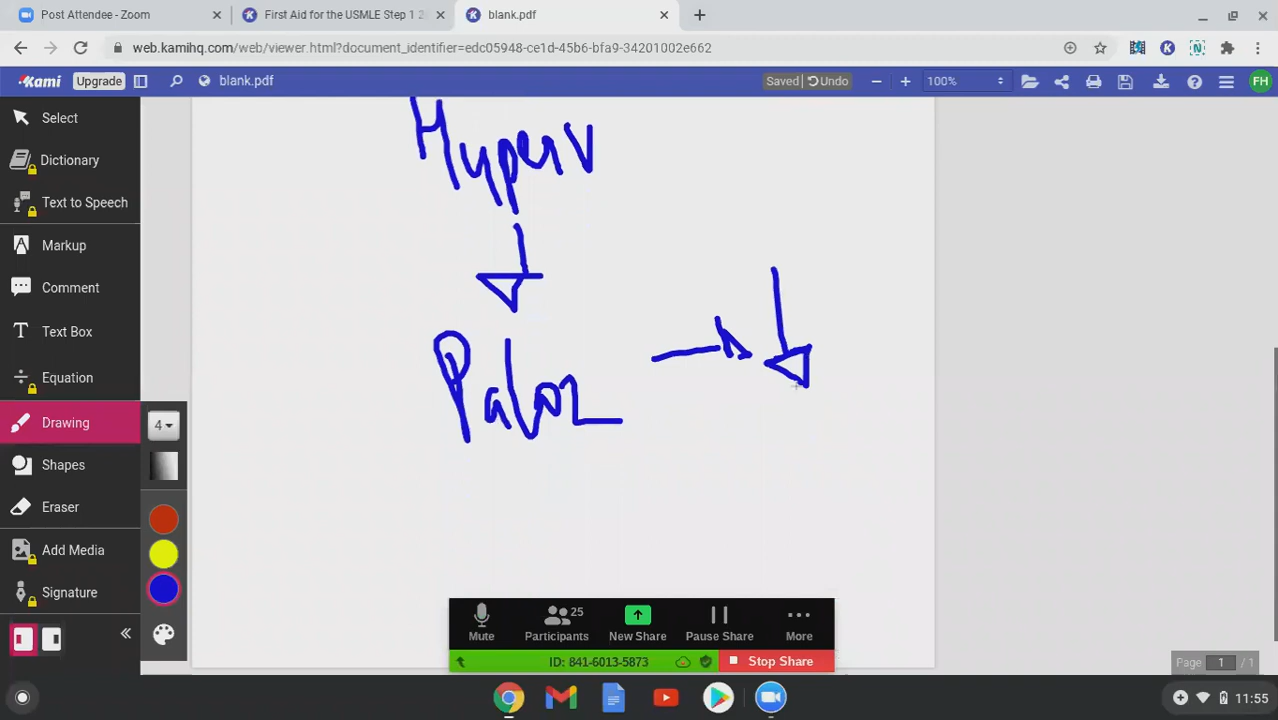 Post Attendee - Zoom
First Aid for the USMLE Step 1 2
blank.pdf
web.kamihq.com/web/viewer.html?document_identifier=edc05948-ce1d-45b6-bfa9-34201002e662
Kami Upgrade blank.pdf Saved Undo 100% FH
Select
Dictionary
Text to Speech
Markup
Comment
Text Box
Equation
Drawing
Shapes
Eraser
Add Media
Signature
4
Hyperv
Palor
25
Mute Participants New Share Pause Share More
ID: 841-6013-5873 Stop Share
Page 1 / 1
11:55